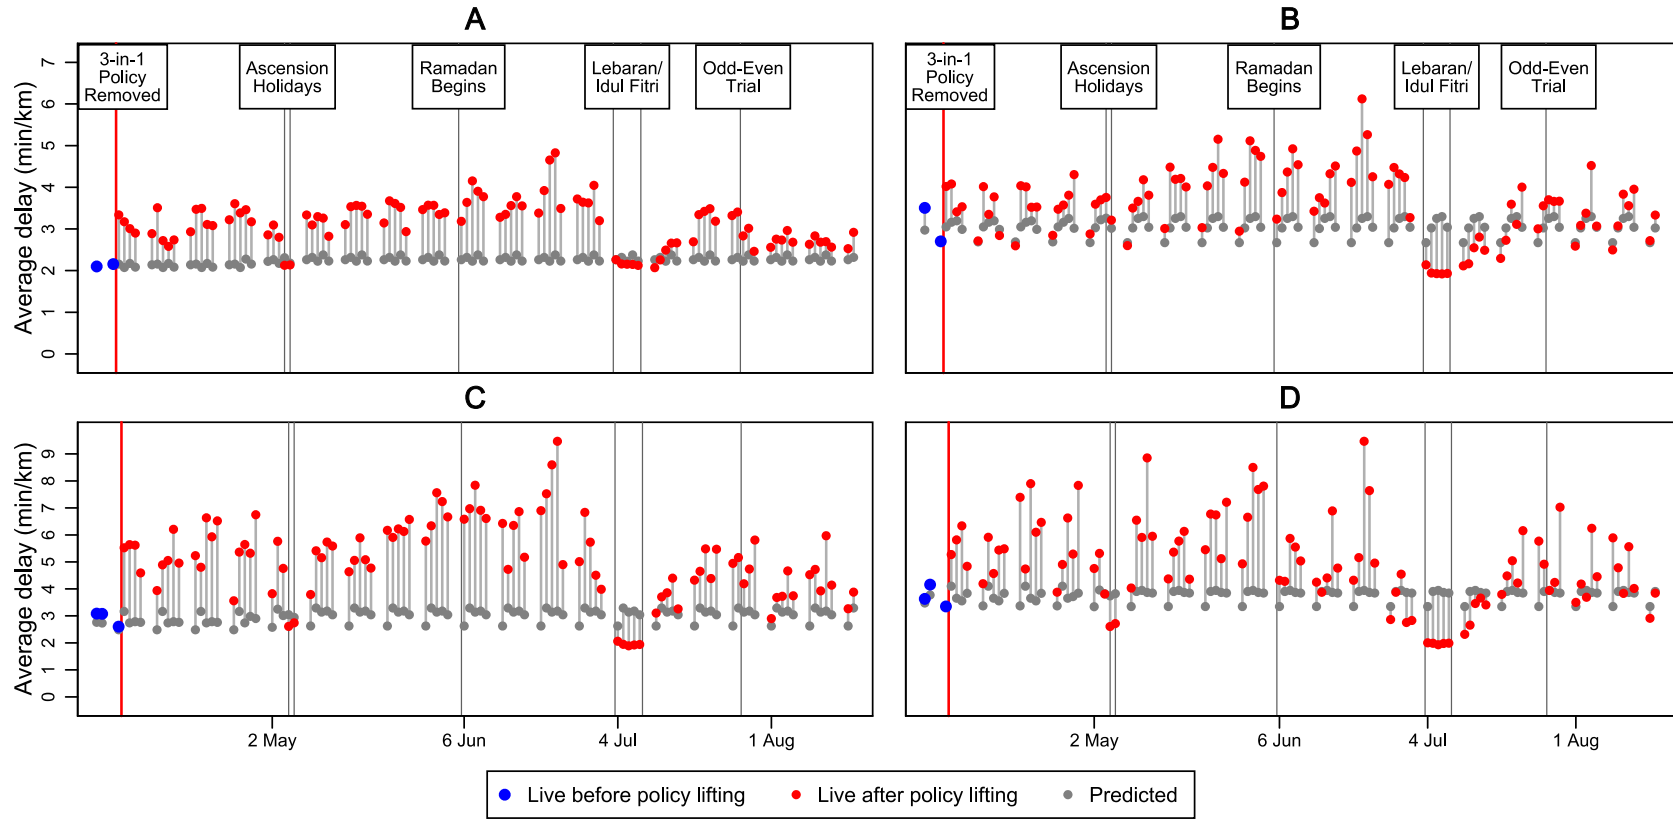 A
B
3-in-1
Policy
Removed
Ascension
Holidays
Ramadan
Begins
Lebaran/
Idul Fitri
Odd-Even
Trial
3-in-1
Policy
Removed
Ascension
Holidays
Ramadan
Begins
Lebaran/
Idul Fitri
Odd-Even
Trial
Average delay (min/km)
7
6
5
4
3
2
1
0
C
D
Average delay (min/km)
9
8
7
6
5
4
3
2
1
0
2 May
6 Jun
4 Jul
1 Aug
2 May
6 Jun
4 Jul
1 Aug
Live before policy lifting
Live after policy lifting
Predicted